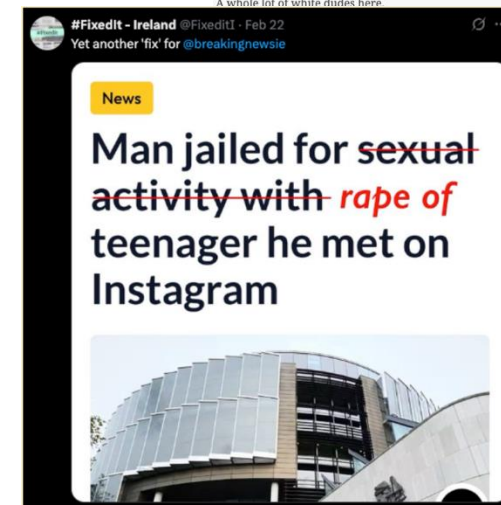 A whole lot of white dudes here.
#FixedIt - Ireland @FixeditI · Feb 22
Yet another 'fix' for @breakingnewsie
News
Man jailed for sexual
activity with rape of
teenager he met on
Instagram